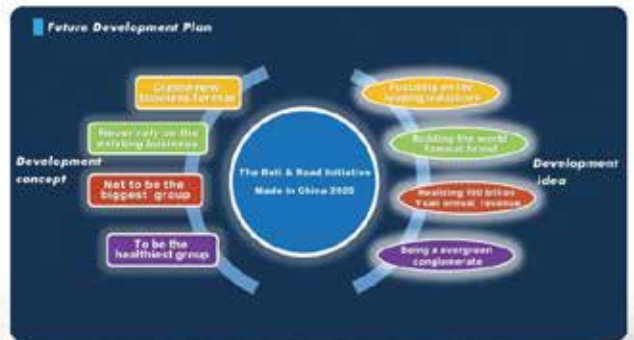 Future Development Plan
Create new
business format
Never rely on the
existing business
Not to be the
biggest group
To be the
healthiest group
Development
concept
The Belt & Road Initiative
Made in China 2025
Focusing on the
leading industries
Building the world
famous brand
Realizing 100 billion
Yuan annual revenue
Being a evergreen
conglomerate
Development
idea